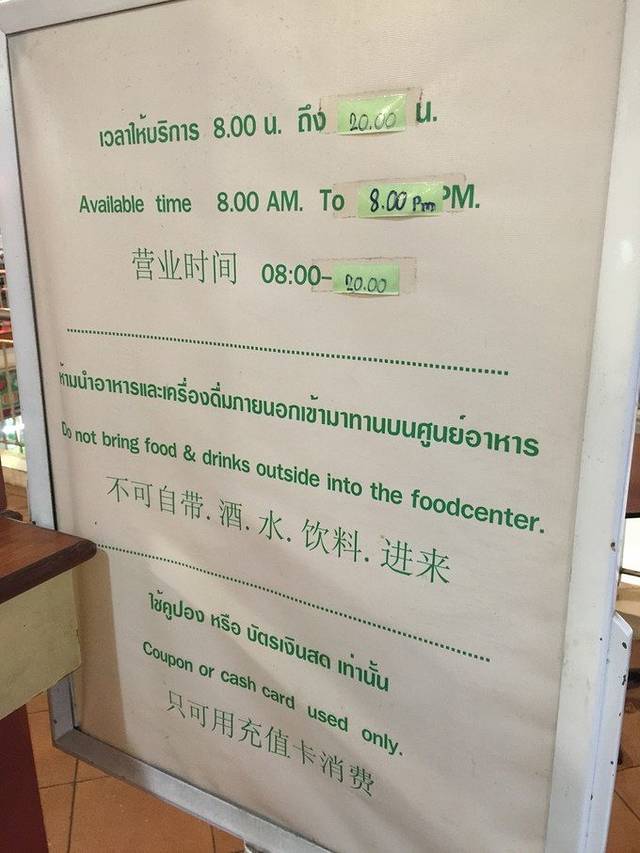 เวลาให้บริการ 8.00 น. ถึง 20.00 น.
Available time 8.00 AM. To 8.00 Pm PM.
营业时间 08:00- 20.00
ห้ามนำอาหารและเครื่องดื่มภายนอกเข้ามาทานบนศูนย์อาหาร
Do not bring food & drinks outside into the foodcenter.
不可自带.酒.水.饮料.进来
ใช้คูปอง หรือ บัตรเงินสด เท่านั้น
Coupon or cash card used only.
只可用充值卡消费